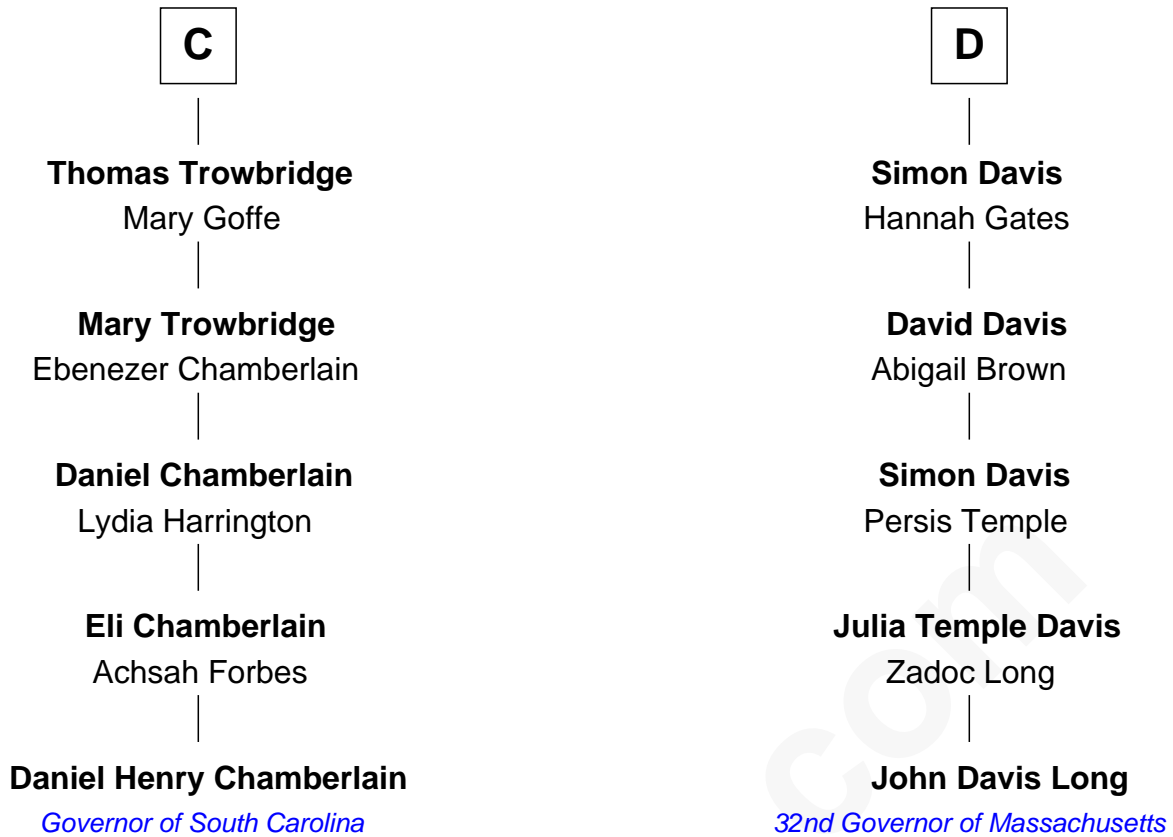 C
Thomas Trowbridge
Mary Goffe
Mary Trowbridge
Ebenezer Chamberlain
Daniel Chamberlain
Lydia Harrington
Eli Chamberlain
Achsah Forbes
Daniel Henry Chamberlain
Governor of South Carolina
D
Simon Davis
Hannah Gates
David Davis
Abigail Brown
Simon Davis
Persis Temple
Julia Temple Davis
Zadoc Long
John Davis Long
32nd Governor of Massachusetts
com